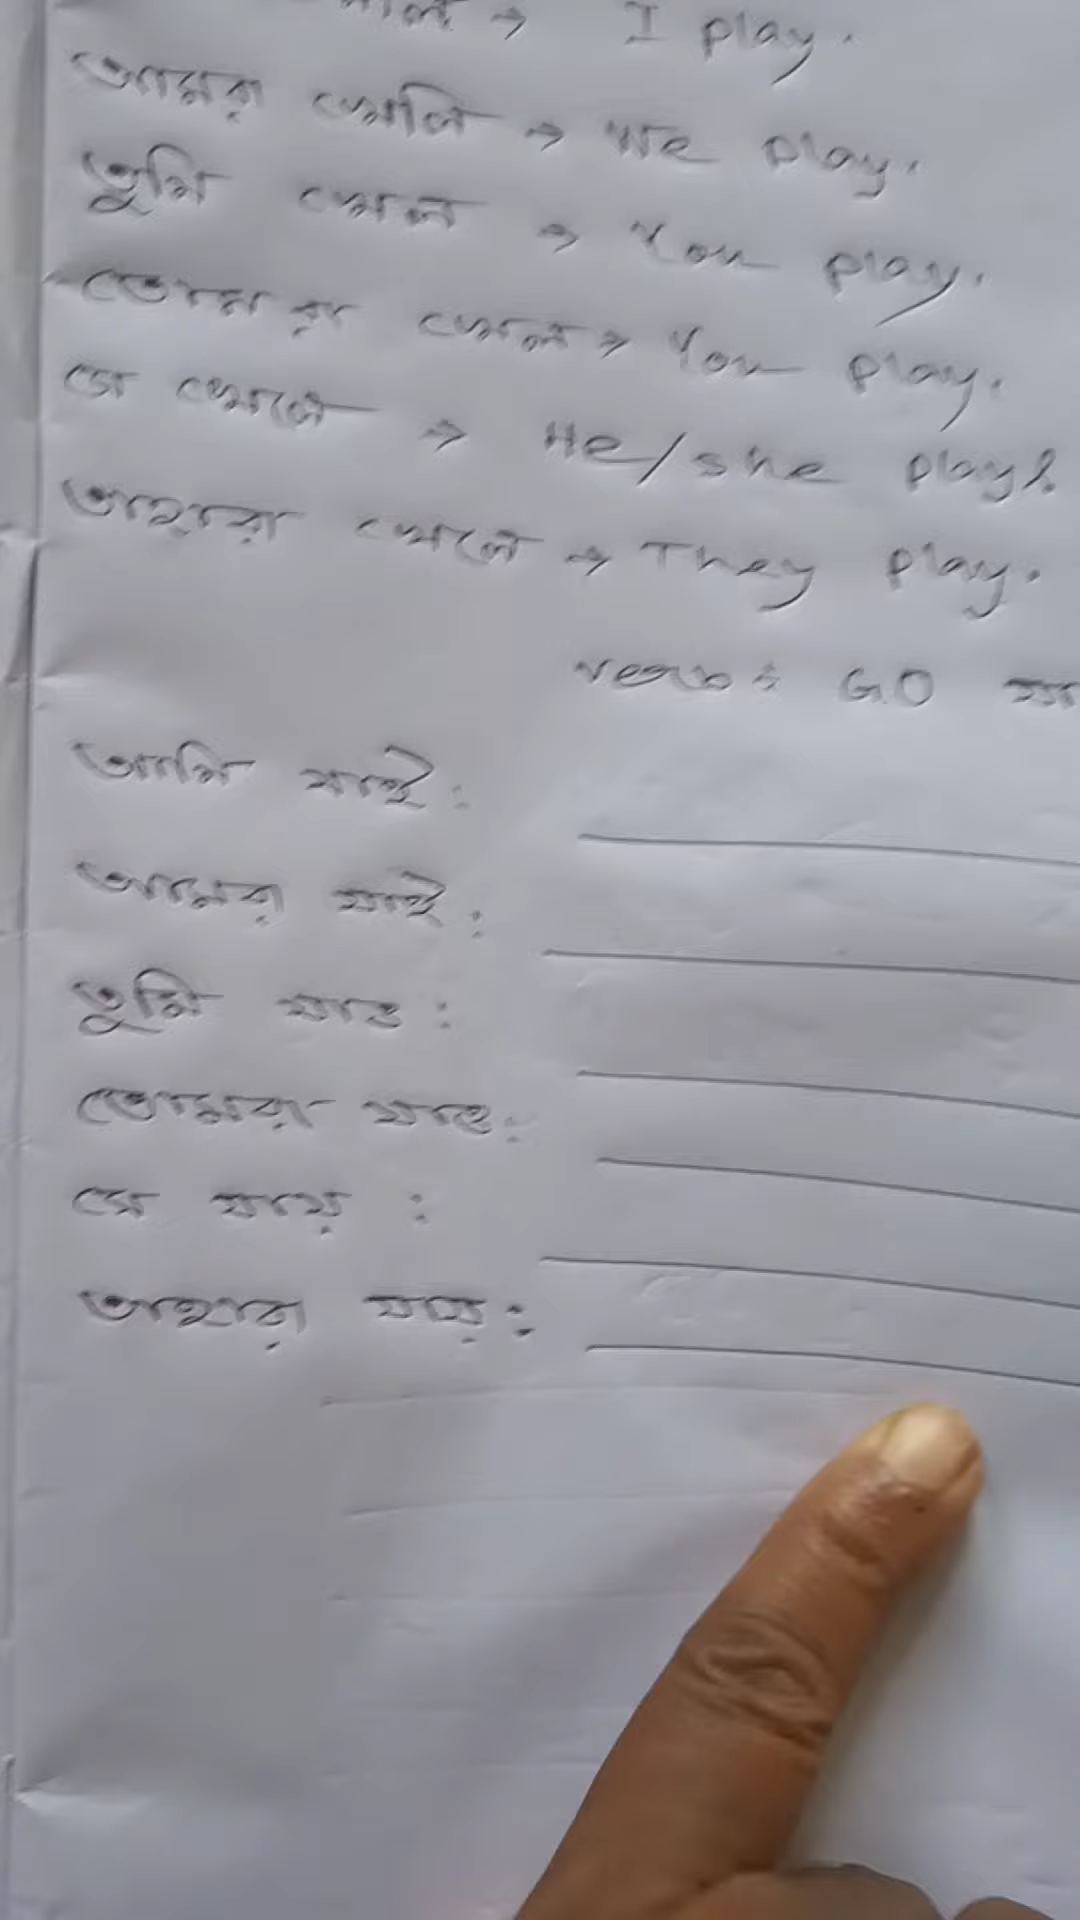 → I play.
আমরা খেলি → We play.
তুমি খেল → You play.
তোমরা খেল → You play.
সে খেলে → He/she plays.
তাহারা খেলে → They play.
verb: GO
আমি যাই:
আমরা যাই:
তুমি যাও:
তোমরা যাও:
সে যায়:
তাহারা যায়: